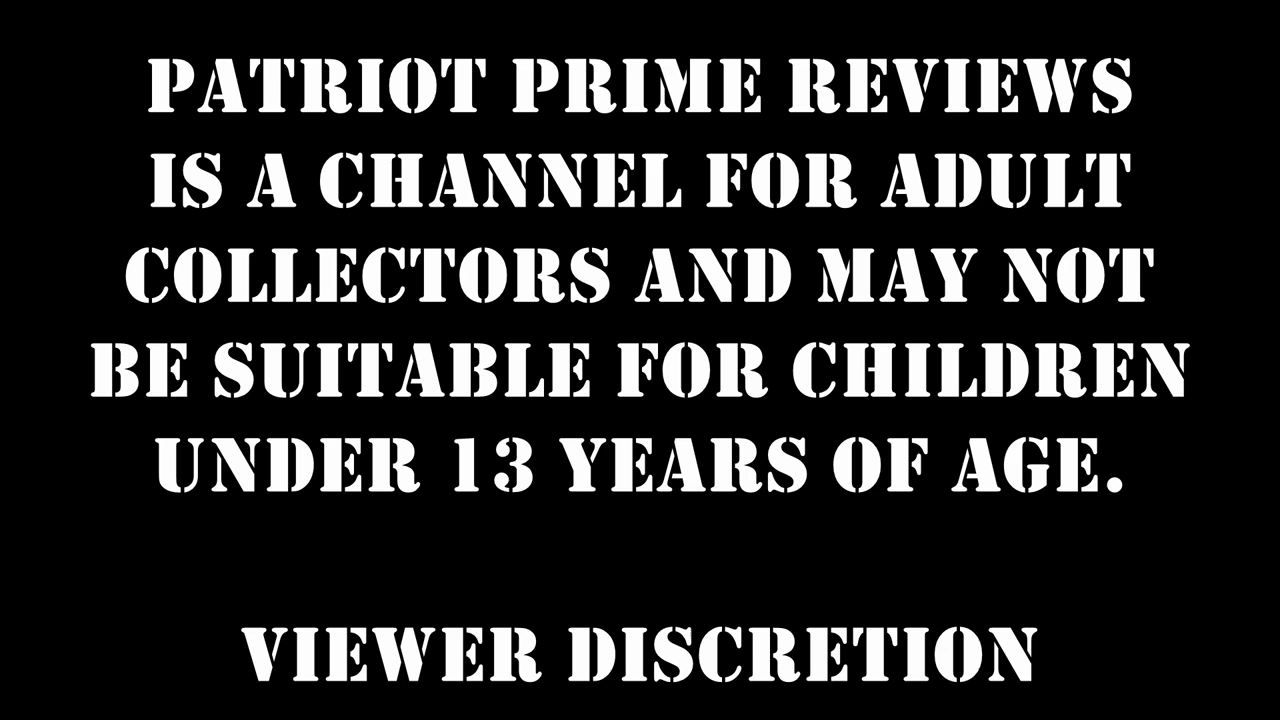 PATRIOT PRIME REVIEWS
IS A CHANNEL FOR ADULT
COLLECTORS AND MAY NOT
BE SUITABLE FOR CHILDREN
UNDER 13 YEARS OF AGE.
VIEWER DISCRETION